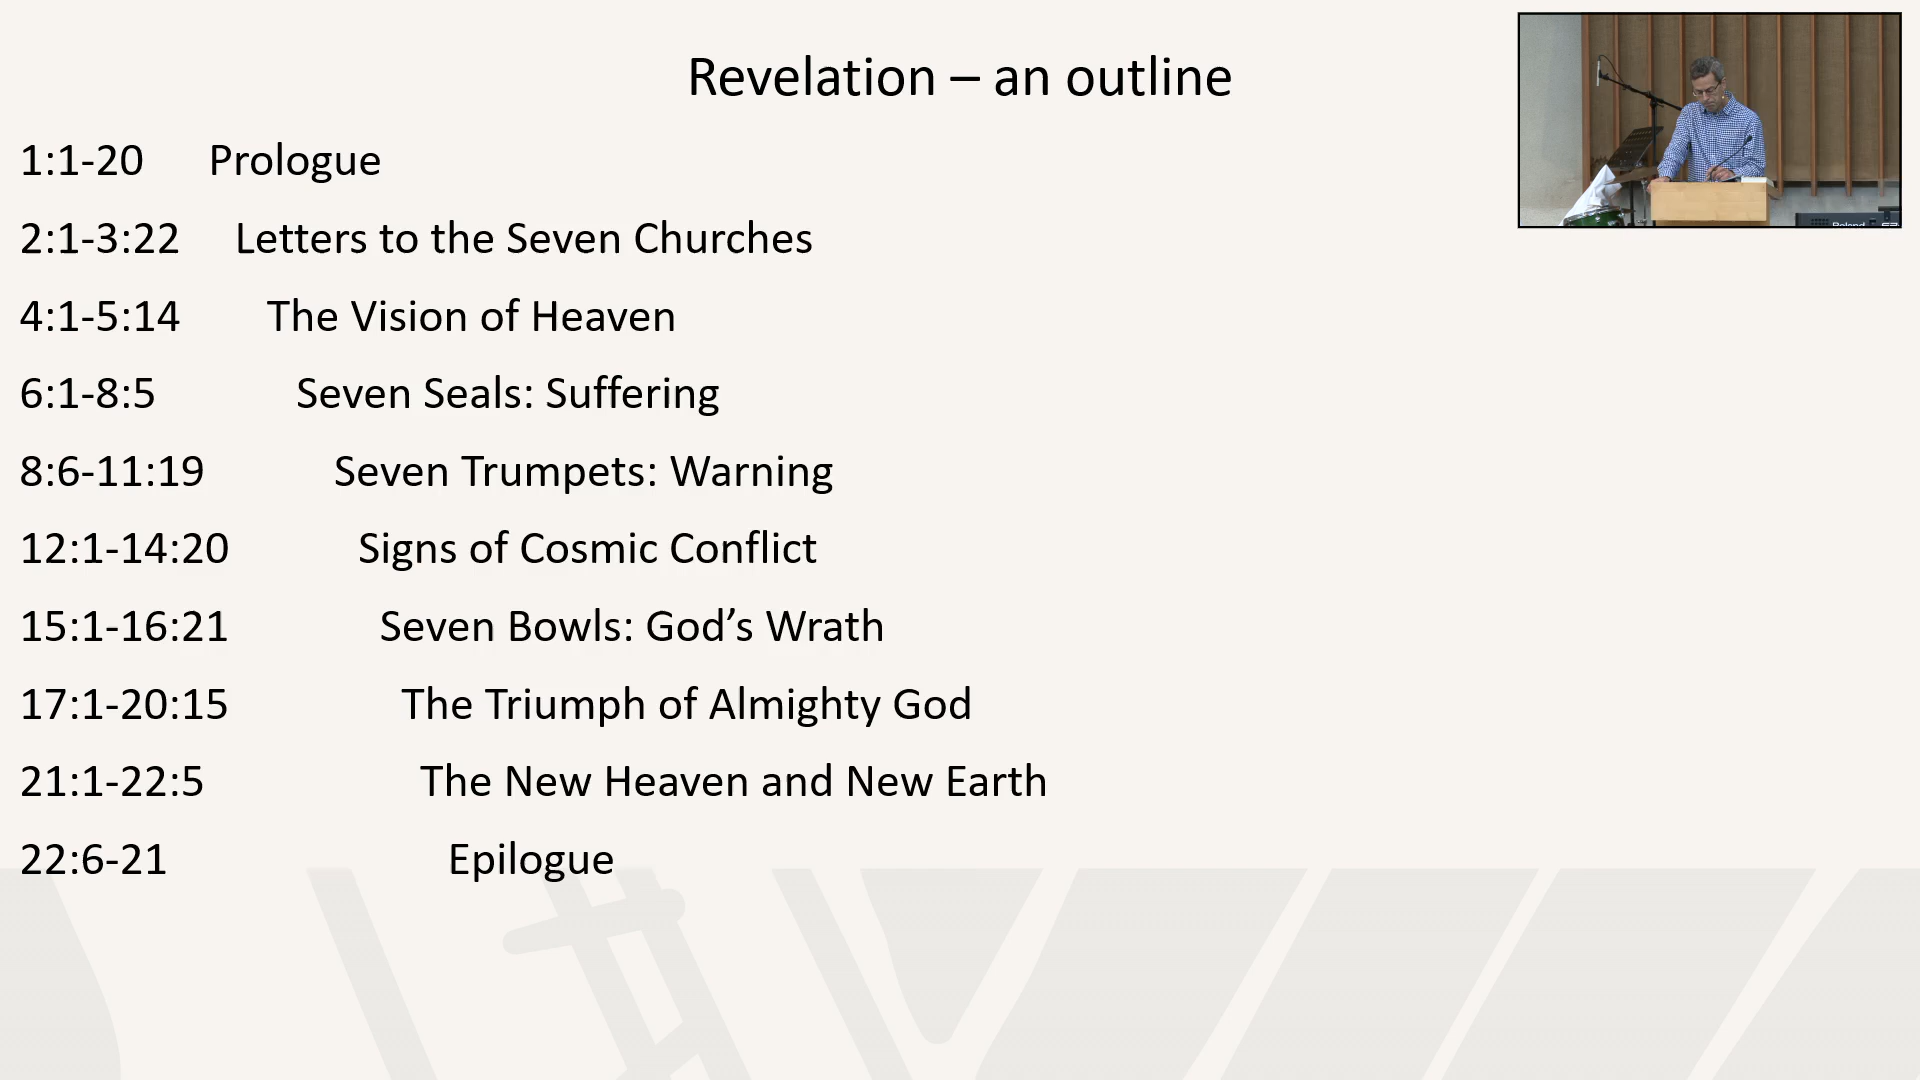 Revelation – an outline
1:1-20 Prologue
2:1-3:22 Letters to the Seven Churches
4:1-5:14 The Vision of Heaven
6:1-8:5 Seven Seals: Suffering
8:6-11:19 Seven Trumpets: Warning
12:1-14:20 Signs of Cosmic Conflict
15:1-16:21 Seven Bowls: God’s Wrath
17:1-20:15 The Triumph of Almighty God
21:1-22:5 The New Heaven and New Earth
22:6-21 Epilogue
Roland